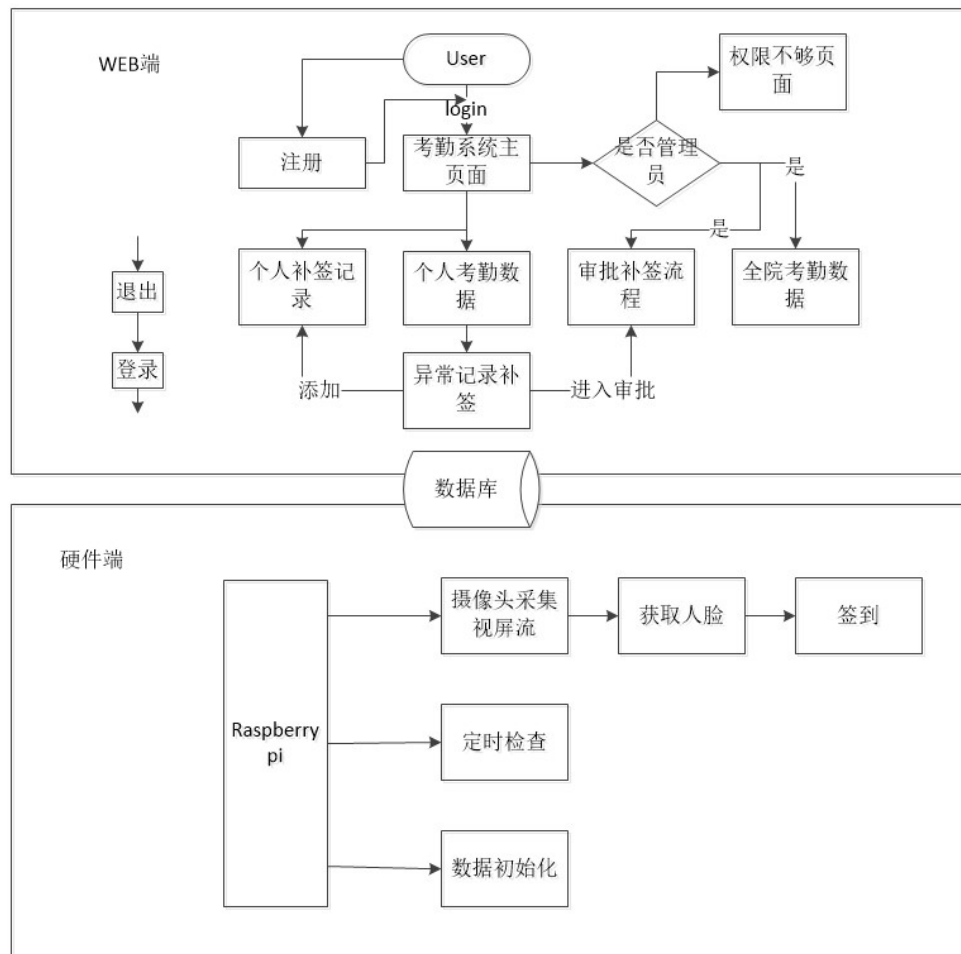 WEB端
User
权限不够页
面
login
注册
考勤系统主
页面
是否管理
员
是
是
个人补签记
录
个人考勤数
据
审批补签流
程
全院考勤数
据
退出
登录
添加
异常记录补
签
进入审批
数据库
硬件端
摄像头采集
视屏流
获取人脸
签到
Raspberry
pi
定时检查
数据初始化